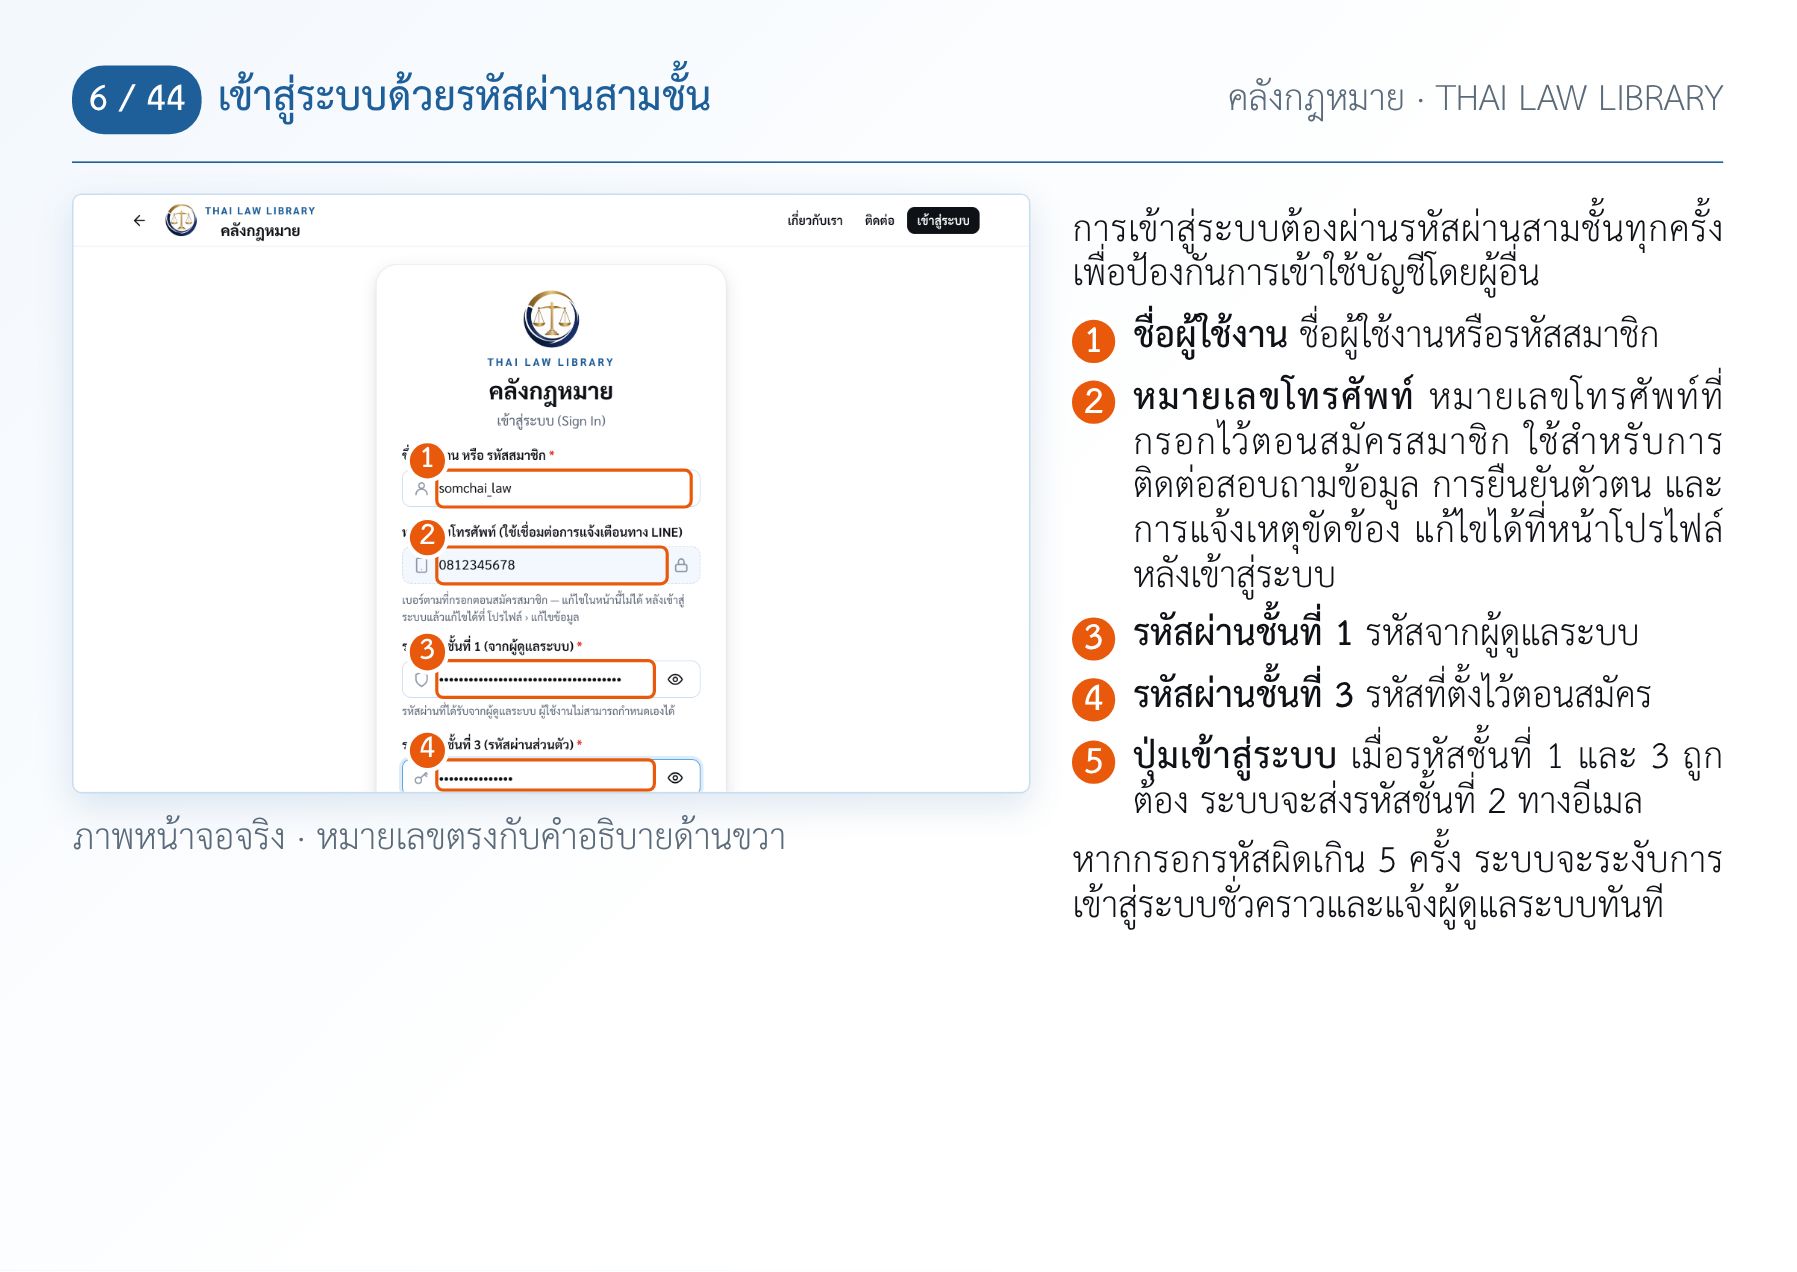 6 / 44 เข้าสู่ระบบด้วยรหัสผ่านสามชั้น
คลังกฎหมาย · THAI LAW LIBRARY
THAI LAW LIBRARY
คลังกฎหมาย
เกี่ยวกับเรา ติดต่อ เข้าสู่ระบบ
THAI LAW LIBRARY
คลังกฎหมาย
เข้าสู่ระบบ (Sign In)
1 าน หรือ รหัสสมาชิก *
somchai_law
2 โทรศัพท์ (ใช้เชื่อมต่อการแจ้งเตือนทาง LINE)
0812345678
เบอร์ตามที่กรอกตอนสมัครสมาชิก — แก้ไขในหน้านี้ไม่ได้ หลังเข้าสู่
ระบบแล้วแก้ไขได้ที่ โปรไฟล์ › แก้ไขข้อมูล
3 ชั้นที่ 1 (จากผู้ดูแลระบบ) *
รหัสผ่านที่ได้รับจากผู้ดูแลระบบ ผู้ใช้งานไม่สามารถกำหนดเองได้
4 ชั้นที่ 3 (รหัสผ่านส่วนตัว) *
ภาพหน้าจอจริง · หมายเลขตรงกับคำอธิบายด้านขวา
การเข้าสู่ระบบต้องผ่านรหัสผ่านสามชั้นทุกครั้ง
เพื่อป้องกันการเข้าใช้บัญชีโดยผู้อื่น
1 ชื่อผู้ใช้งาน ชื่อผู้ใช้งานหรือรหัสสมาชิก
2 หมายเลขโทรศัพท์ หมายเลขโทรศัพท์ที่
กรอกไว้ตอนสมัครสมาชิก ใช้สำหรับการ
ติดต่อสอบถามข้อมูล การยืนยันตัวตน และ
การแจ้งเหตุขัดข้อง แก้ไขได้ที่หน้าโปรไฟล์
หลังเข้าสู่ระบบ
3 รหัสผ่านชั้นที่ 1 รหัสจากผู้ดูแลระบบ
4 รหัสผ่านชั้นที่ 3 รหัสที่ตั้งไว้ตอนสมัคร
5 ปุ่มเข้าสู่ระบบ เมื่อรหัสชั้นที่ 1 และ 3 ถูก
ต้อง ระบบจะส่งรหัสชั้นที่ 2 ทางอีเมล
หากกรอกรหัสผิดเกิน 5 ครั้ง ระบบจะระงับการ
เข้าสู่ระบบชั่วคราวและแจ้งผู้ดูแลระบบทันที